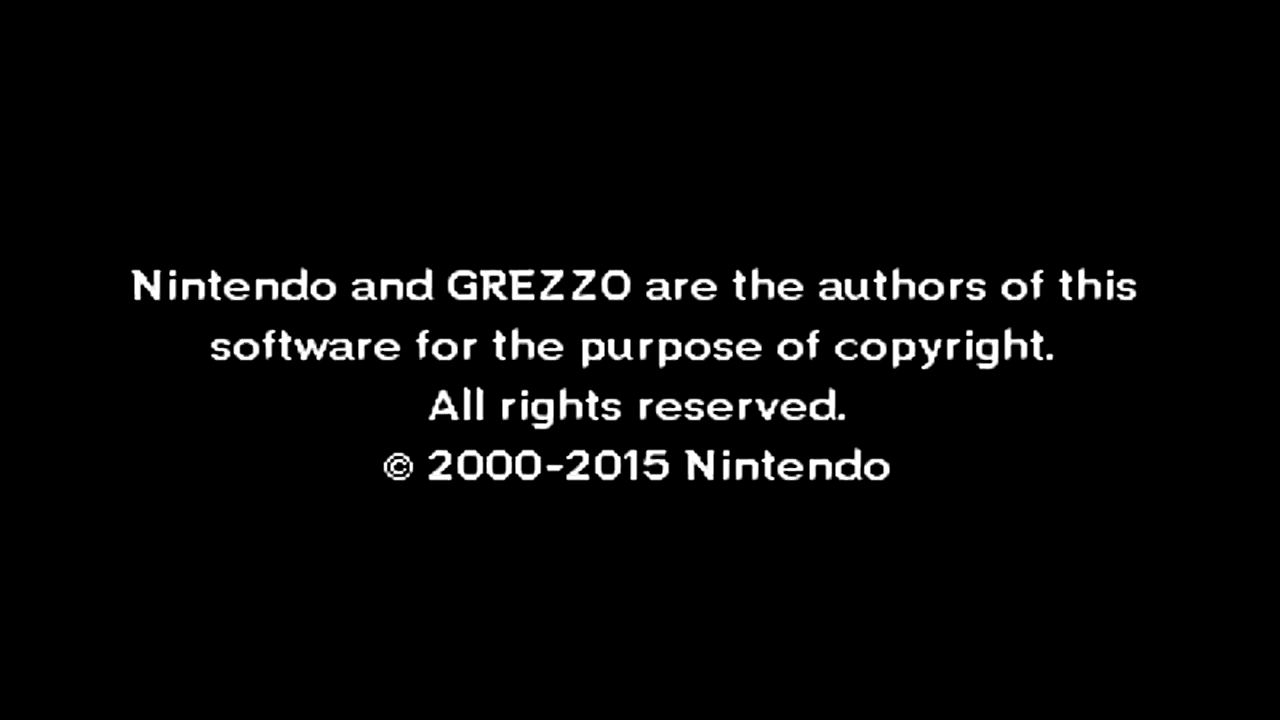 Nintendo and GREZZO are the authors of this
software for the purpose of copyright.
All rights reserved.
© 2000-2015 Nintendo